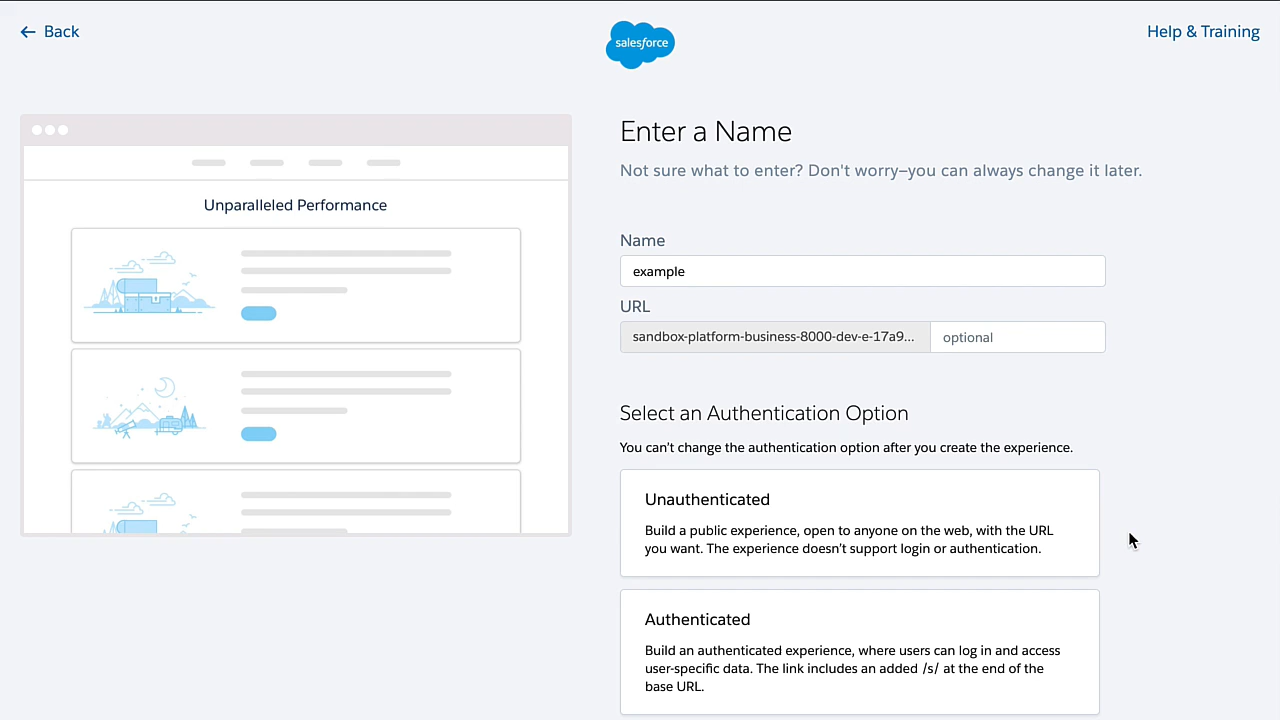 Back
salesforce
Help & Training
Unparalleled Performance
Enter a Name
Not sure what to enter? Don't worry–you can always change it later.
Name
example
URL
sandbox-platform-business-8000-dev-e-17a9...
optional
Select an Authentication Option
You can't change the authentication option after you create the experience.
Unauthenticated
Build a public experience, open to anyone on the web, with the URL
you want. The experience doesn't support login or authentication.
Authenticated
Build an authenticated experience, where users can log in and access
user-specific data. The link includes an added /s/ at the end of the
base URL.